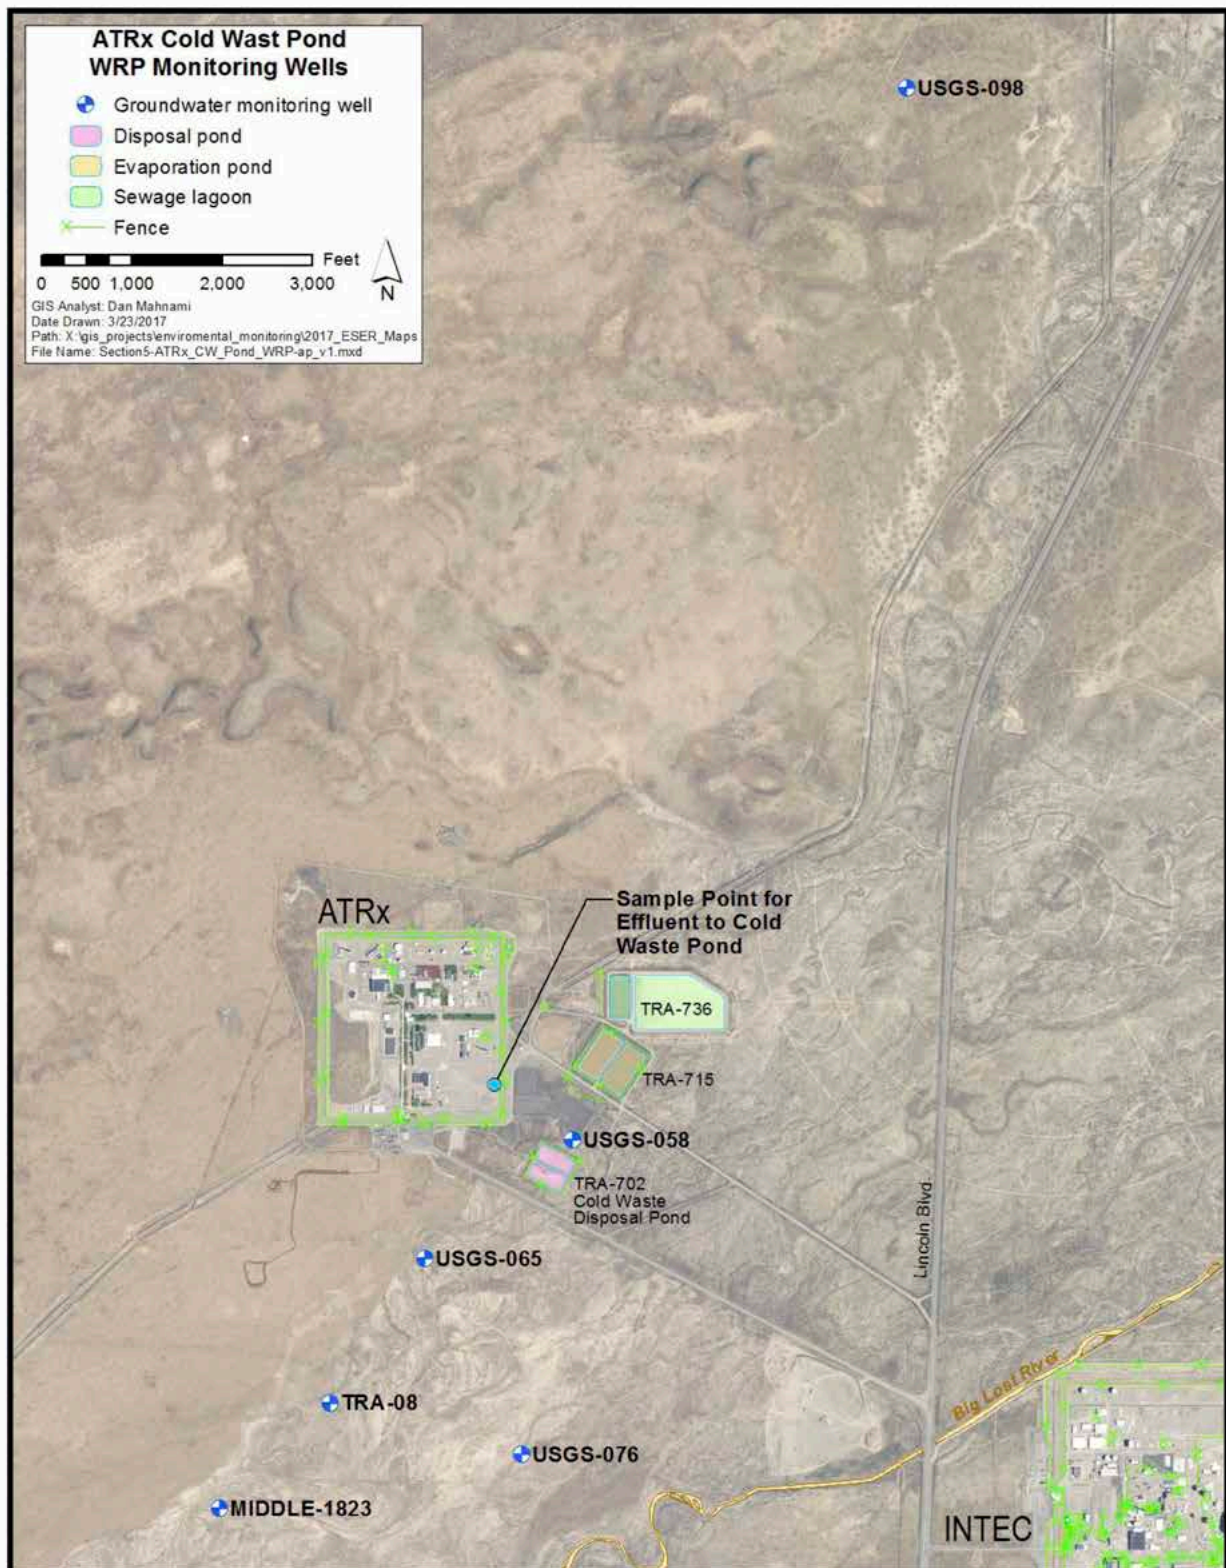 ATRx Cold Wast Pond
WRP Monitoring Wells
Groundwater monitoring well
Disposal pond
Evaporation pond
Sewage lagoon
Fence
Feet
0 500 1,000 2,000 3,000
N
GIS Analyst: Dan Mahnami
Date Drawn: 3/23/2017
Path: X:\gis_projects\enviromental_monitoring\2017_ESER_Maps
File Name: Section5-ATRx_CW_Pond_WRP-ap_v1.mxd
USGS-098
ATRx
Sample Point for
Effluent to Cold
Waste Pond
TRA-736
TRA-715
USGS-058
TRA-702
Cold Waste
Disposal Pond
Lincoln Blvd
USGS-065
Big Lost River
TRA-08
USGS-076
MIDDLE-1823
INTEC